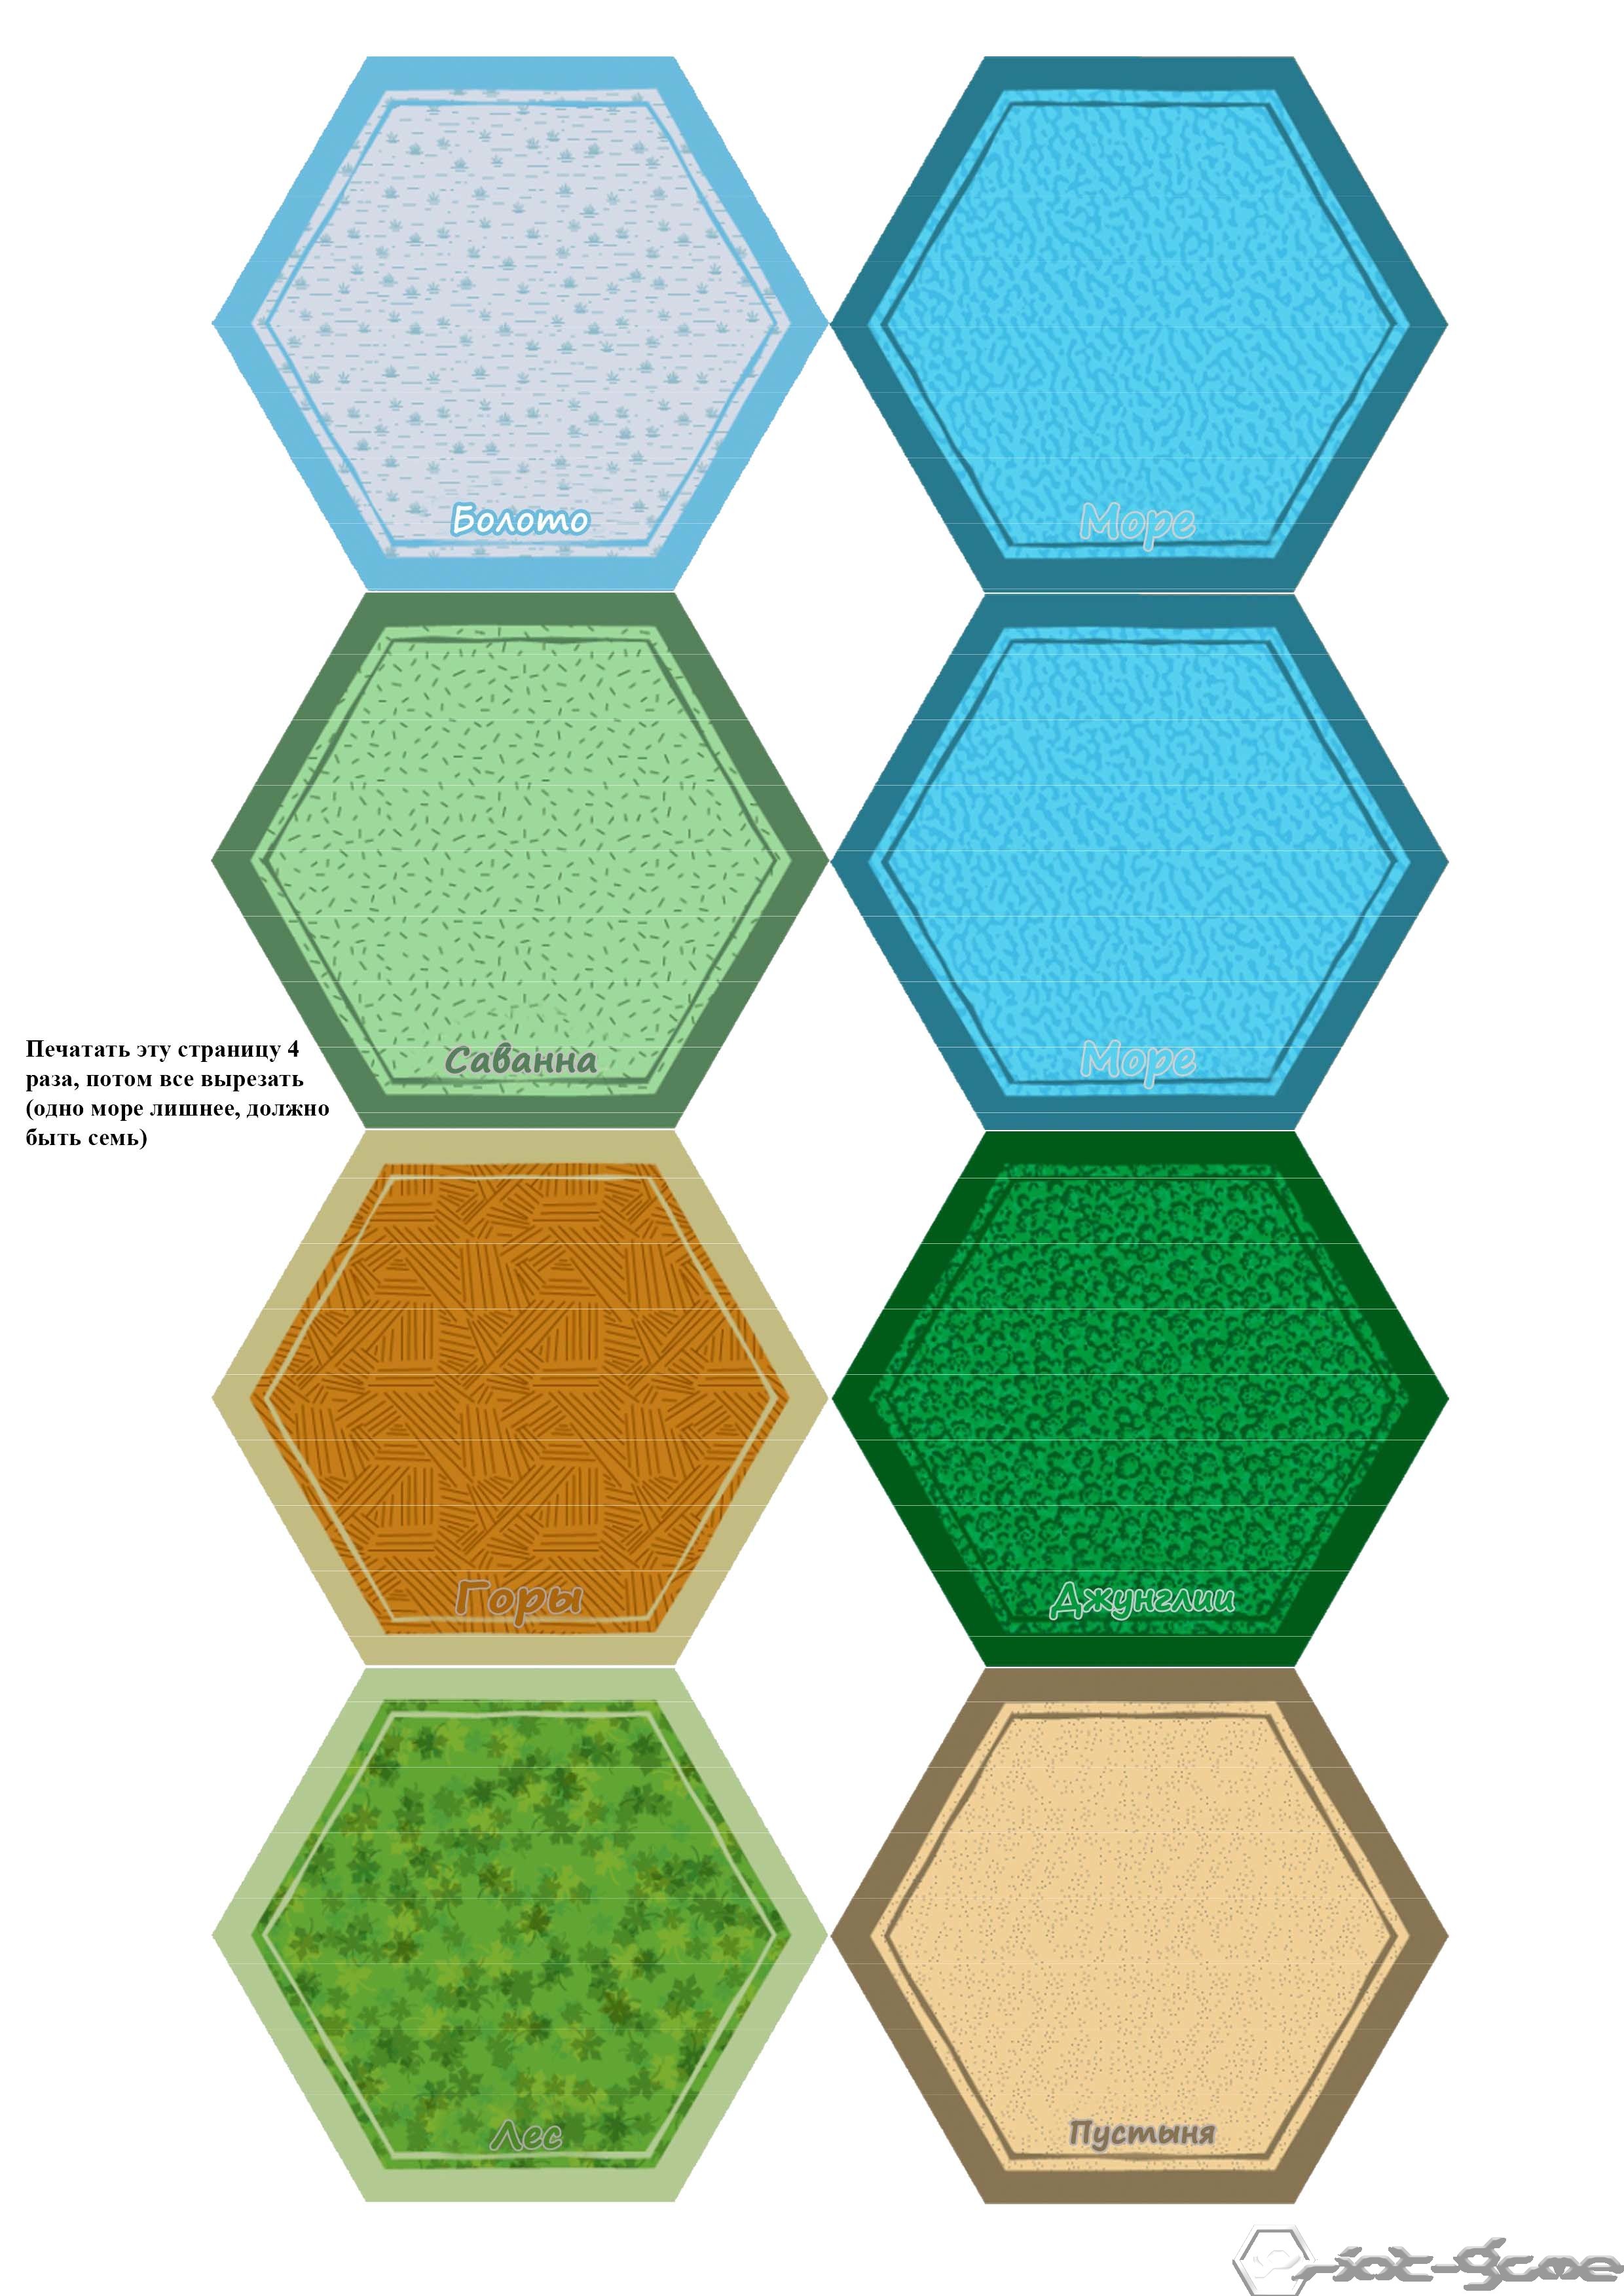 Болото
Море
Саванна
Море
Печатать эту страницу 4
раза, потом все вырезать
(одно море лишнее, должно
быть семь)
Горы
Джунглии
Лес
Пустыня